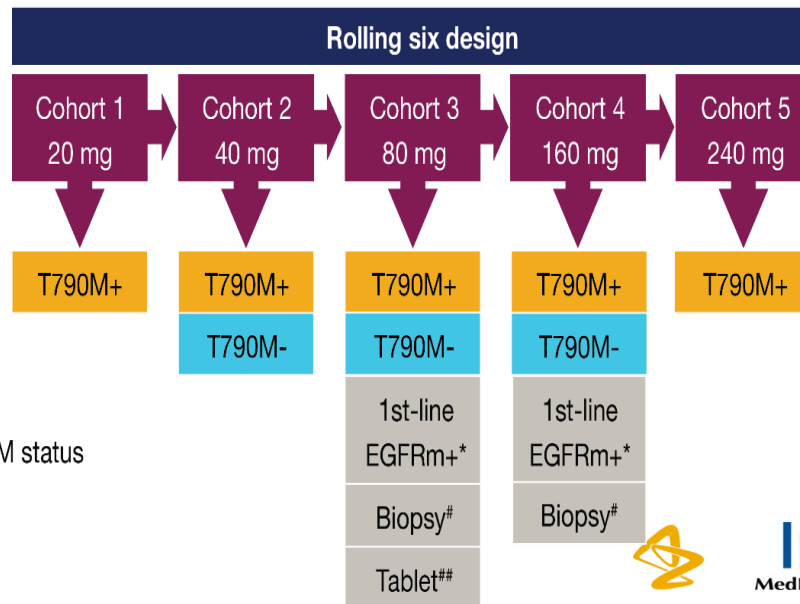 Rolling six design
Cohort 1
20 mg
Cohort 2
40 mg
Cohort 3
80 mg
Cohort 4
160 mg
Cohort 5
240 mg
T790M+
T790M+
T790M+
T790M+
T790M+
T790M-
T790M-
T790M-
1st-line
EGFRm+*
1st-line
EGFRm+*
M status
Biopsy#
Biopsy#
Tablet##